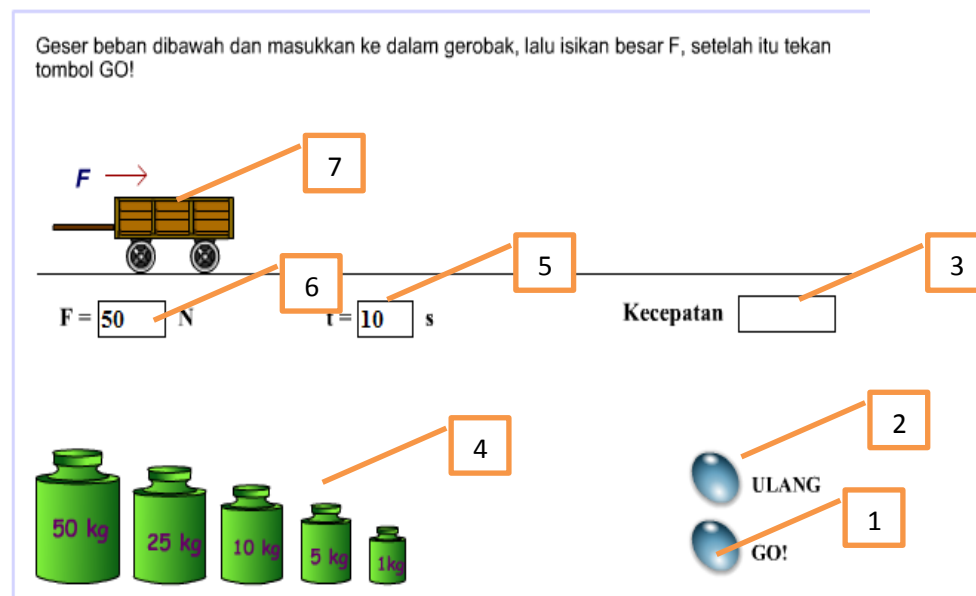 Geser beban dibawah dan masukkan ke dalam gerobak, lalu isikan besar F, setelah itu tekan
tombol GO!
7
F
5
3
6
F = 50 N
t = 10 s
Kecepatan
2
4
ULANG
1
50 kg
25 kg
10 kg
5 kg
1kg
GO!